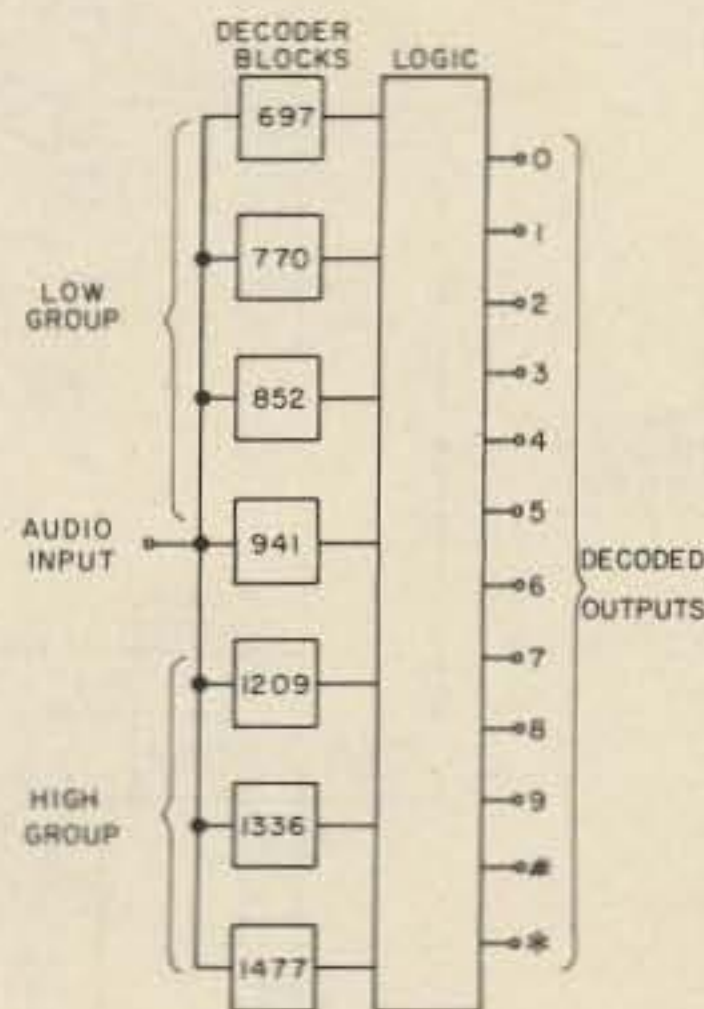 DECODER
BLOCKS
LOGIC
697
770
852
941
1209
1336
1477
LOW
GROUP
AUDIO
INPUT
HIGH
GROUP
0
1
2
3
4
5
6
7
8
9
#
*
DECODED
OUTPUTS